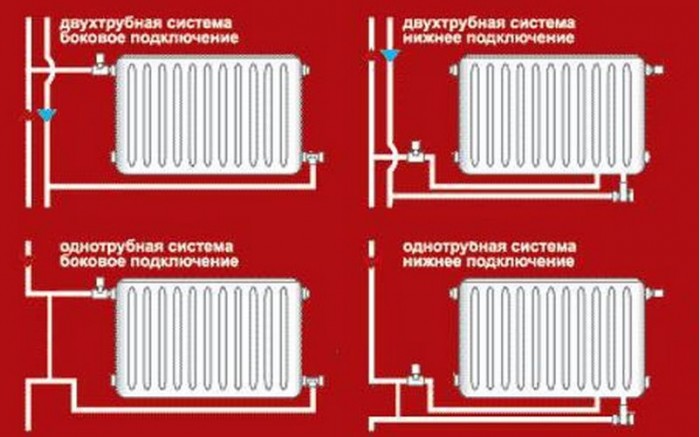 двухтрубная система
боковое подключение
двухтрубная система
нижнее подключение
однотрубная система
боковое подключение
однотрубная система
нижнее подключение